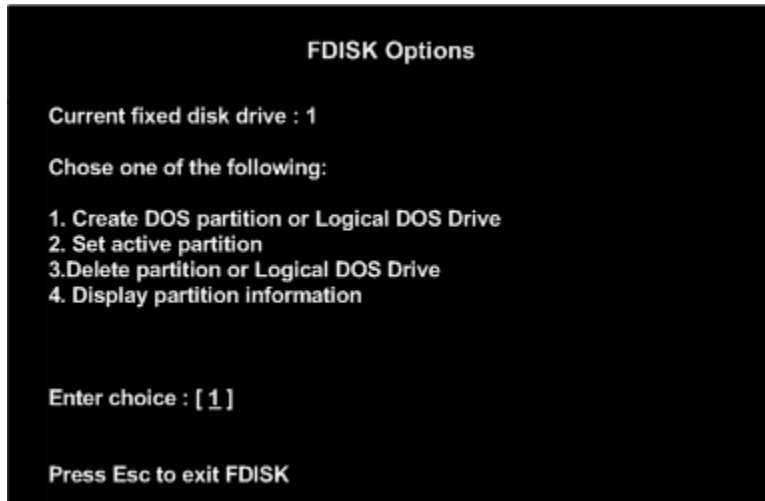 FDISK Options
Current fixed disk drive : 1
Chose one of the following:
1. Create DOS partition or Logical DOS Drive
2. Set active partition
3.Delete partition or Logical DOS Drive
4. Display partition information
Enter choice : [ 1 ]
Press Esc to exit FDISK